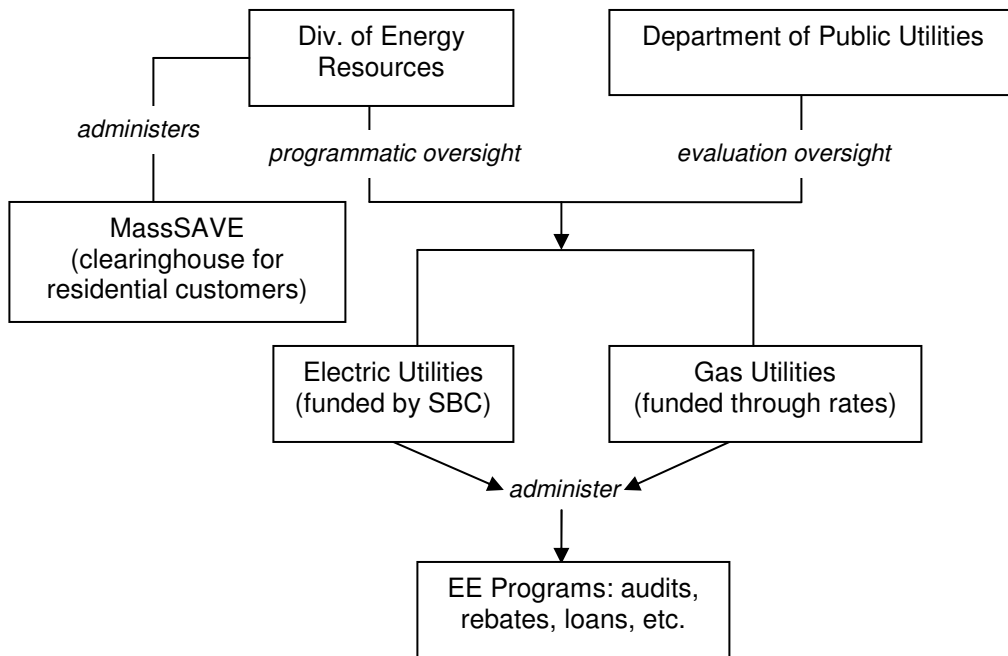 Div. of Energy
Resources
Department of Public Utilities
administers
programmatic oversight
evaluation oversight
MassSAVE
(clearinghouse for
residential customers)
Electric Utilities
(funded by SBC)
Gas Utilities
(funded through rates)
administer
EE Programs: audits,
rebates, loans, etc.